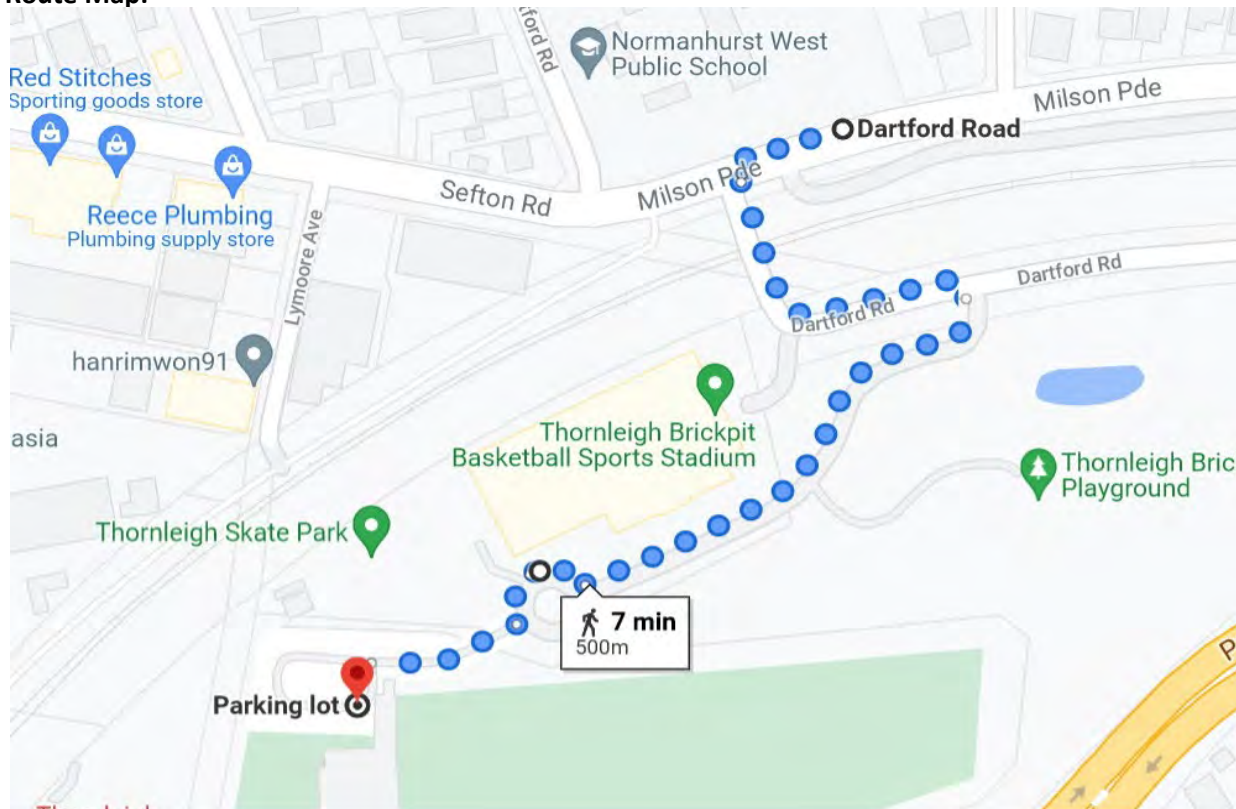 Route Map:
tford Rd
Normanhurst West
Public School
Red Stitches
Sporting goods store
Milson Pde
Dartford Road
Milson Pde
Sefton Rd
Reece Plumbing
Plumbing supply store
Lymoore Ave
Dartford Rd
Dartford Rd
hanrimwon91
Thornleigh Brickpit
Basketball Sports Stadium
asia
Thornleigh Bric
Playground
Thornleigh Skate Park
7 min
500m
P
Parking lot